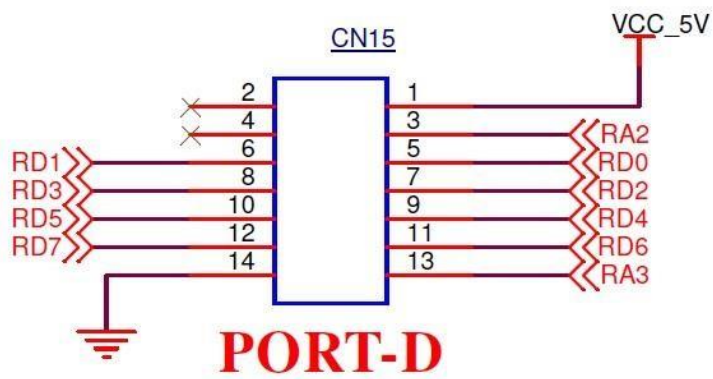 VCC_5V
CN15
2 1
4 3 RA2
RD1 6 5 RD0
RD3 8 7 RD2
RD5 10 9 RD4
RD7 12 11 RD6
14 13 RA3
PORT-D